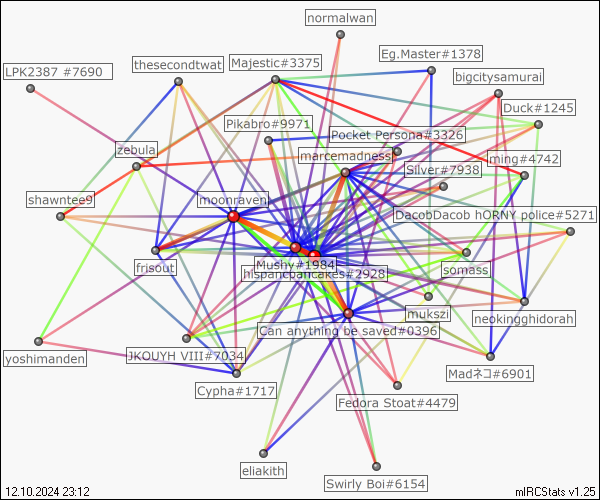 normalwan
Eg.Master#1378
thesecondtwat
Majestic#3375
LPK2387 #7690
bigcitysamurai
Duck#1245
Pikabro#9971
Pocket Persona#3326
zebula
marcemadness
ming#4742
Silver#7938
shawntee9
moonraven
DacobDacob hORNY police#5271
frisout
Mushy#1984
hispanicpancakes#2928
somass
mukszi
neokingghidorah
Can anything be saved#0396
yoshimanden
JKOUYH VIII#7034
Madネコ#6901
Cypha#1717
Fedora Stoat#4479
eliakith
Swirly Boi#6154
12.10.2024 23:12
mIRCStats v1.25